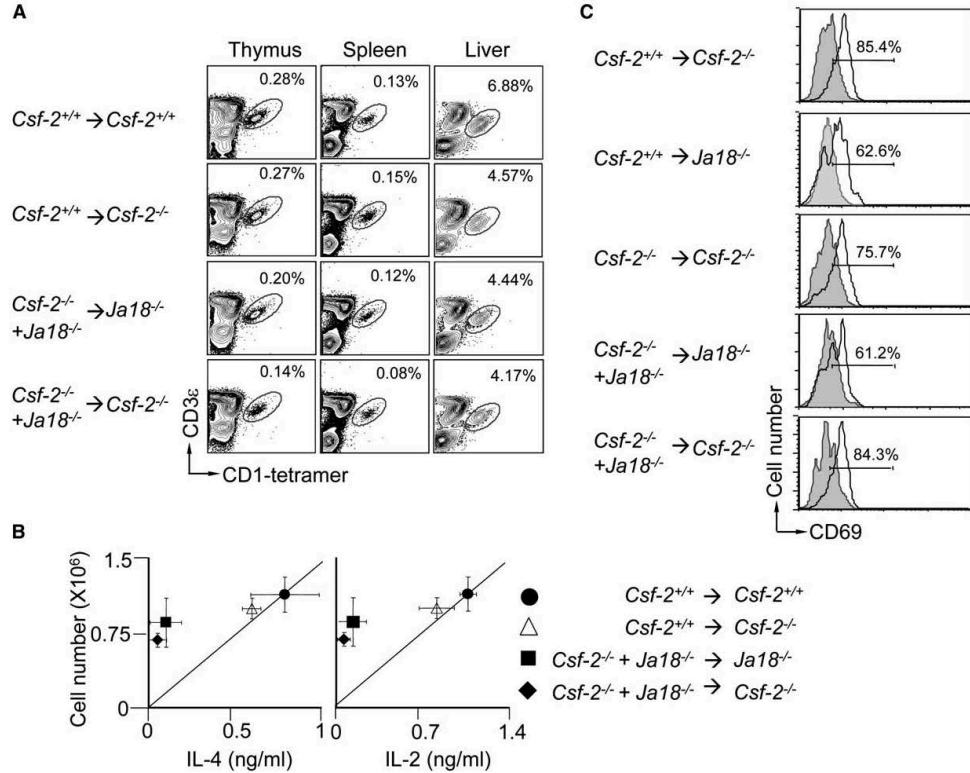 A
Thymus Spleen Liver
Csf-2+/+ → Csf-2+/+ 0.28% 0.13% 6.88%
Csf-2+/+ → Csf-2-/- 0.27% 0.15% 4.57%
Csf-2-/- +Ja18-/- → Ja18-/- 0.20% 0.12% 4.44%
Csf-2-/- +Ja18-/- → Csf-2-/- 0.14% 0.08% 4.17%
CD3ε
CD1-tetramer
C
Csf-2+/+ → Csf-2-/- 85.4%
Csf-2+/+ → Ja18-/- 62.6%
Csf-2-/- → Csf-2-/- 75.7%
Csf-2-/- +Ja18-/- → Ja18-/- 61.2%
Csf-2-/- +Ja18-/- → Csf-2-/- 84.3%
Cell number
CD69
B
Cell number (X10⁶)
1.5
0.75
0
0 0.5 1
IL-4 (ng/ml)
0 0.7 1.4
IL-2 (ng/ml)
Csf-2+/+ → Csf-2+/+
Csf-2+/+ → Csf-2-/-
Csf-2-/- + Ja18-/- → Ja18-/-
Csf-2-/- + Ja18-/- → Csf-2-/-